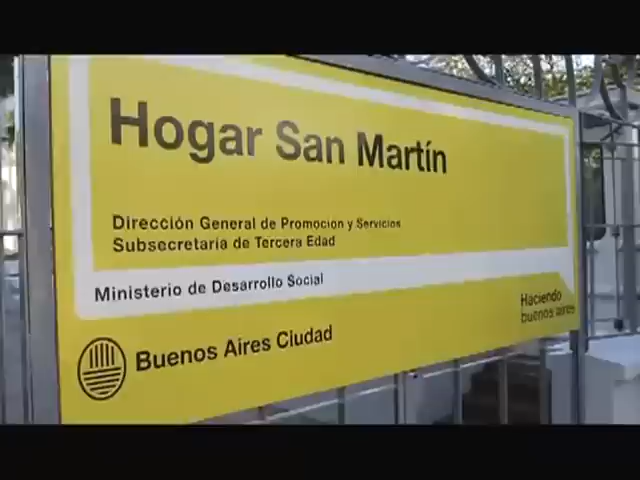 Hogar San Martín
Dirección General de Promocion y Servicios
Subsecretaría de Tercera Edad
Ministerio de Desarrollo Social
Haciendo
buenos aires
Buenos Aires Ciudad